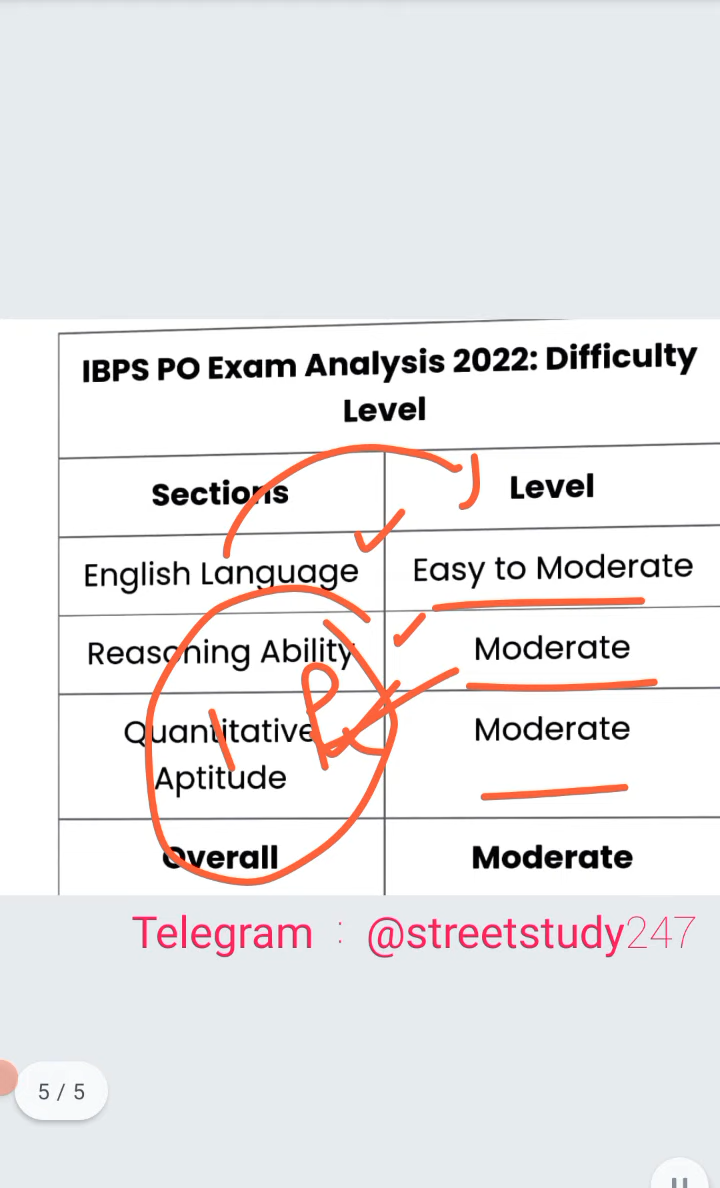 IBPS PO Exam Analysis 2022: Difficulty
Level
Sections Level
English Language Easy to Moderate
Reasoning Ability Moderate
Quantitative Moderate
Aptitude
Overall Moderate
Telegram : @streetstudy247
5 / 5